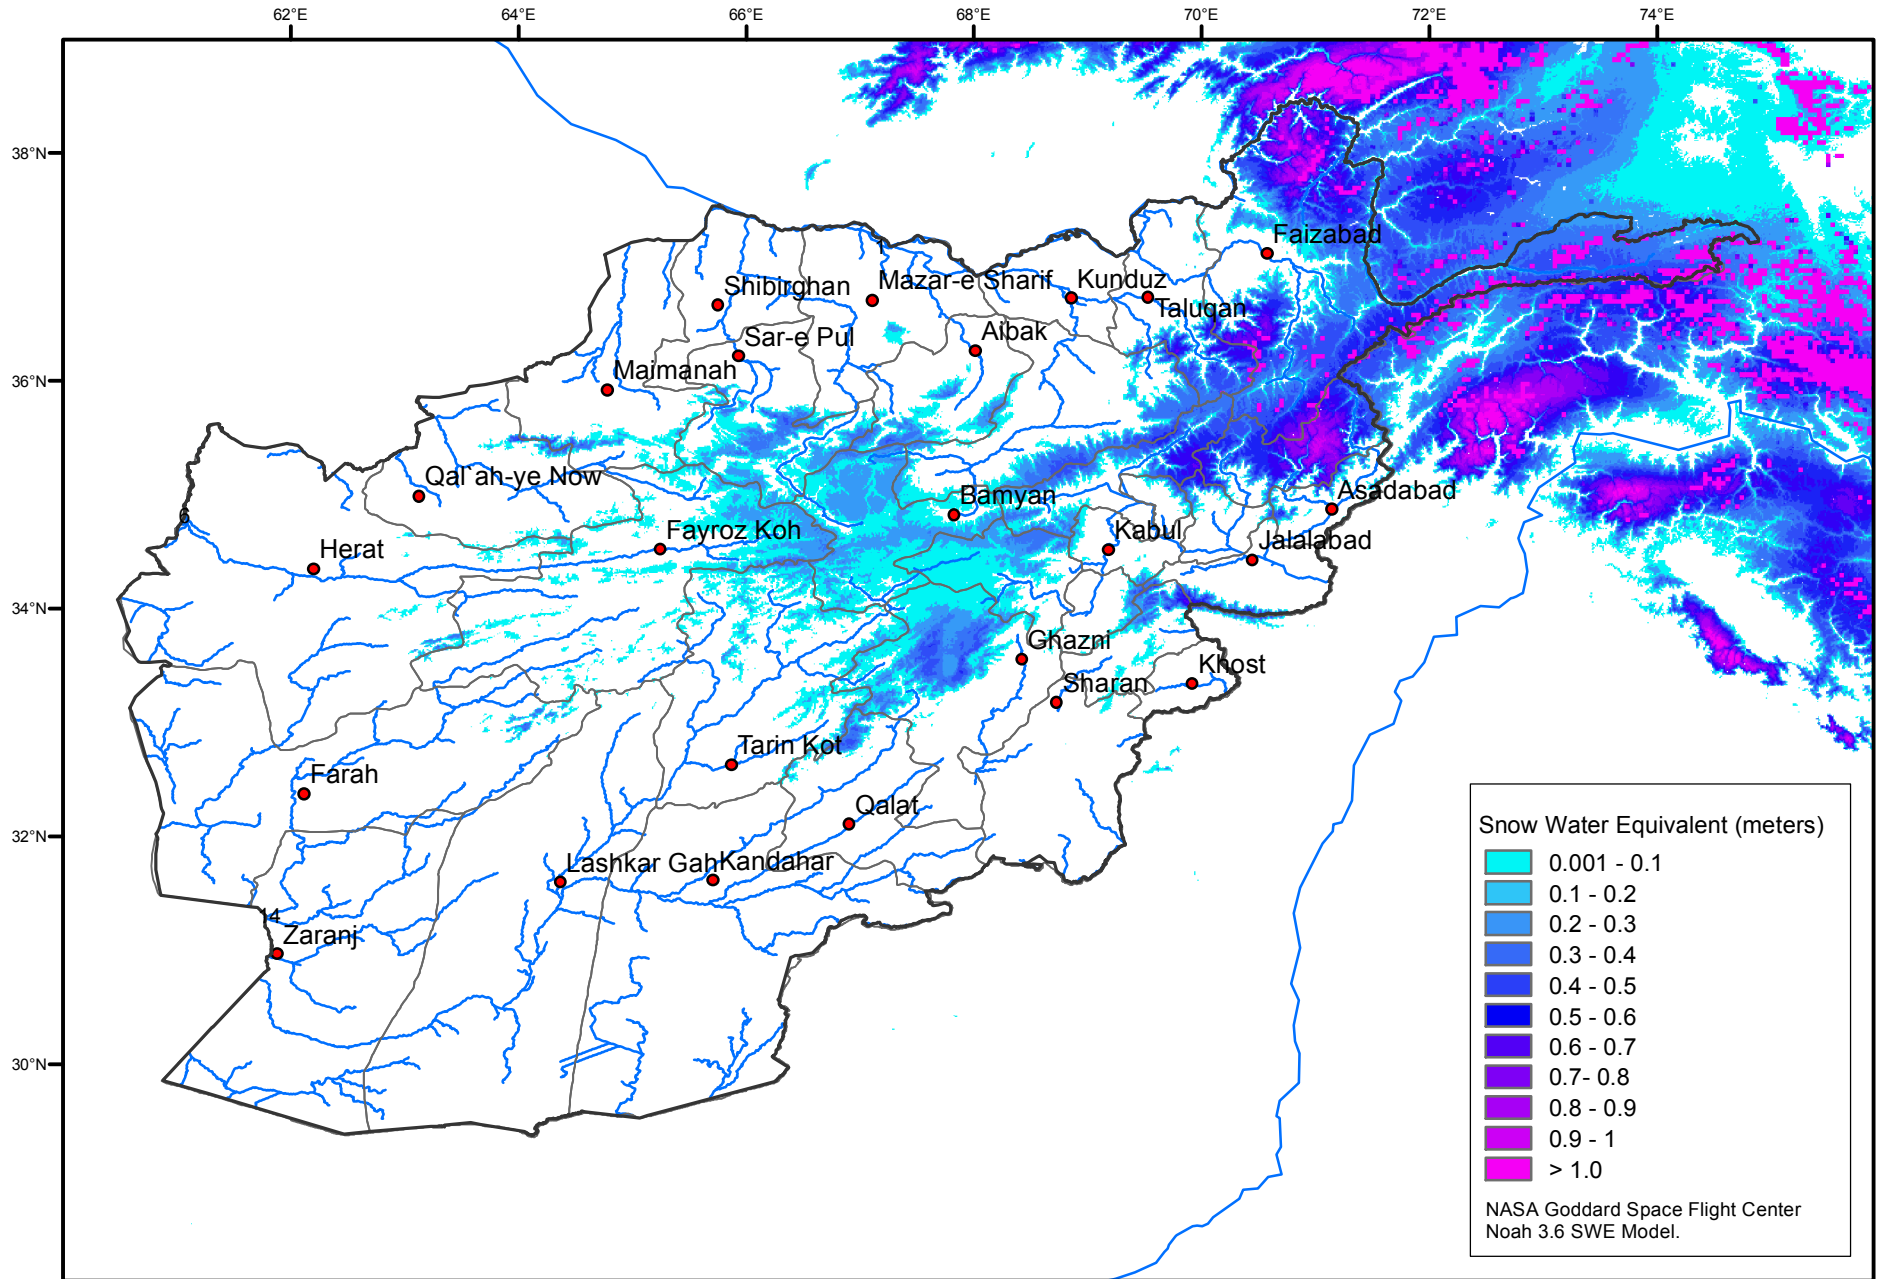 62°E 64°E 66°E 68°E 70°E 72°E 74°E
38°N
36°N
34°N
32°N
30°N
Faizabad
Shibirghan
Mazar-e Sharif
Kunduz
Taluqan
Sar-e Pul
Aibak
Maimanah
Qal`ah-ye Now
Bamyan
Asadabad
6
Herat
Fayroz Koh
Kabul
Jalalabad
Ghazni
Khost
Sharan
Tarin Kot
Farah
Qalat
Lashkar Gah
Kandahar
14
Zaranj
Snow Water Equivalent (meters)
0.001 - 0.1
0.1 - 0.2
0.2 - 0.3
0.3 - 0.4
0.4 - 0.5
0.5 - 0.6
0.6 - 0.7
0.7- 0.8
0.8 - 0.9
0.9 - 1
> 1.0
NASA Goddard Space Flight Center
Noah 3.6 SWE Model.